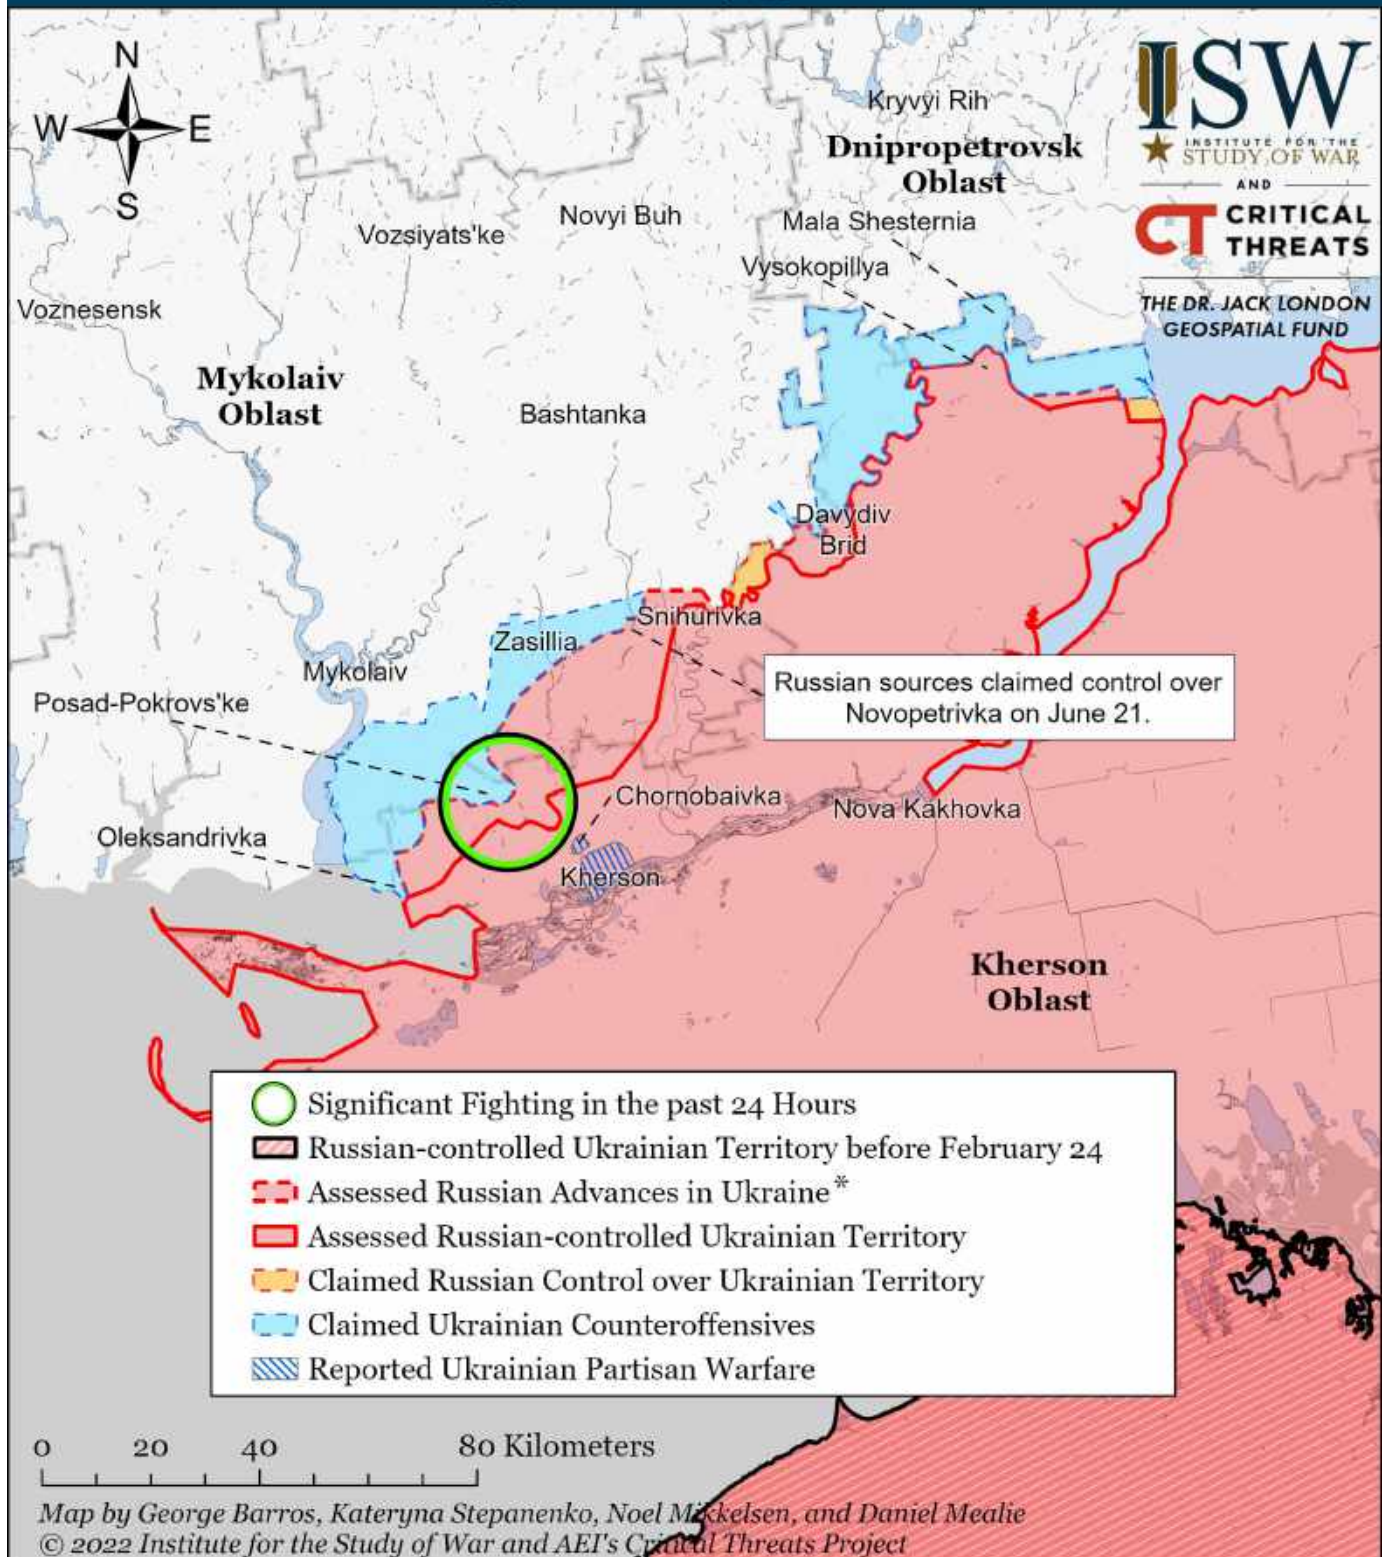 N
W E
S
ISW
INSTITUTE FOR THE
STUDY OF WAR
AND
CT CRITICAL
THREATS
THE DR. JACK LONDON
GEOSPATIAL FUND
Kryvyi Rih
Dnipropetrovsk
Oblast
Mala Shesternia
Vysokopillya
Novyi Buh
Vozsiyats'ke
Voznesensk
Mykolaiv
Oblast
Bashtanka
Davydiv
Brid
Snihurivka
Zasillia
Mykolaiv
Russian sources claimed control over
Novopetrivka on June 21.
Posad-Pokrovs'ke
Chornobaivka
Nova Kakhovka
Oleksandrivka
Kherson
Kherson
Oblast
Significant Fighting in the past 24 Hours
Russian-controlled Ukrainian Territory before February 24
Assessed Russian Advances in Ukraine*
Assessed Russian-controlled Ukrainian Territory
Claimed Russian Control over Ukrainian Territory
Claimed Ukrainian Counteroffensives
Reported Ukrainian Partisan Warfare
0 20 40 80 Kilometers
Map by George Barros, Kateryna Stepanenko, Noel Mikkelsen, and Daniel Mealie
© 2022 Institute for the Study of War and AEI's Critical Threats Project